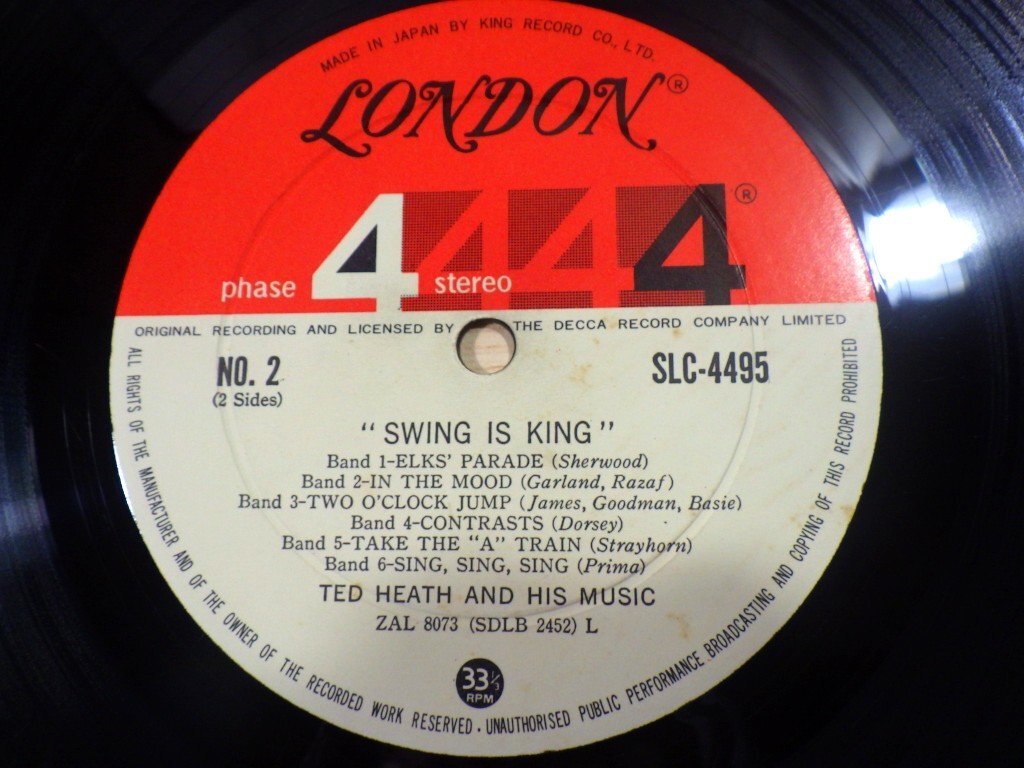 MADE IN JAPAN BY KING RECORD CO., LTD.
LONDON®
phase 4 stereo 4 4 4®
ORIGINAL RECORDING AND LICENSED BY THE DECCA RECORD COMPANY LIMITED
NO. 2
(2 Sides)
SLC-4495
"SWING IS KING"
Band 1-ELKS' PARADE (Sherwood)
Band 2-IN THE MOOD (Garland, Razaf)
Band 3-TWO O'CLOCK JUMP (James, Goodman, Basie)
Band 4-CONTRASTS (Dorsey)
Band 5-TAKE THE "A" TRAIN (Strayhorn)
Band 6-SING, SING, SING (Prima)
TED HEATH AND HIS MUSIC
ZAL 8073 (SDLB 2452) L
33⅓
RPM
ALL RIGHTS OF THE MANUFACTURER AND OF THE OWNER OF THE RECORDED WORK RESERVED · UNAUTHORISED PUBLIC PERFORMANCE BROADCASTING AND COPYING OF THIS RECORD PROHIBITED